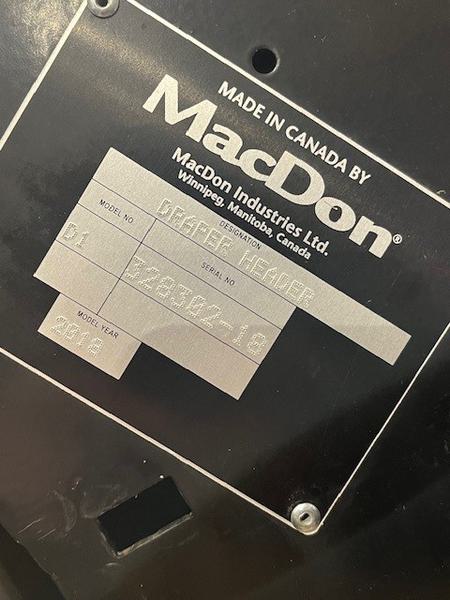 MADE IN CANADA BY
MacDon®
MacDon Industries Ltd.
Winnipeg, Manitoba, Canada
DESIGNATION
DRAPER HEADER
MODEL NO.
D1
SERIAL NO.
328302-18
MODEL YEAR
2018